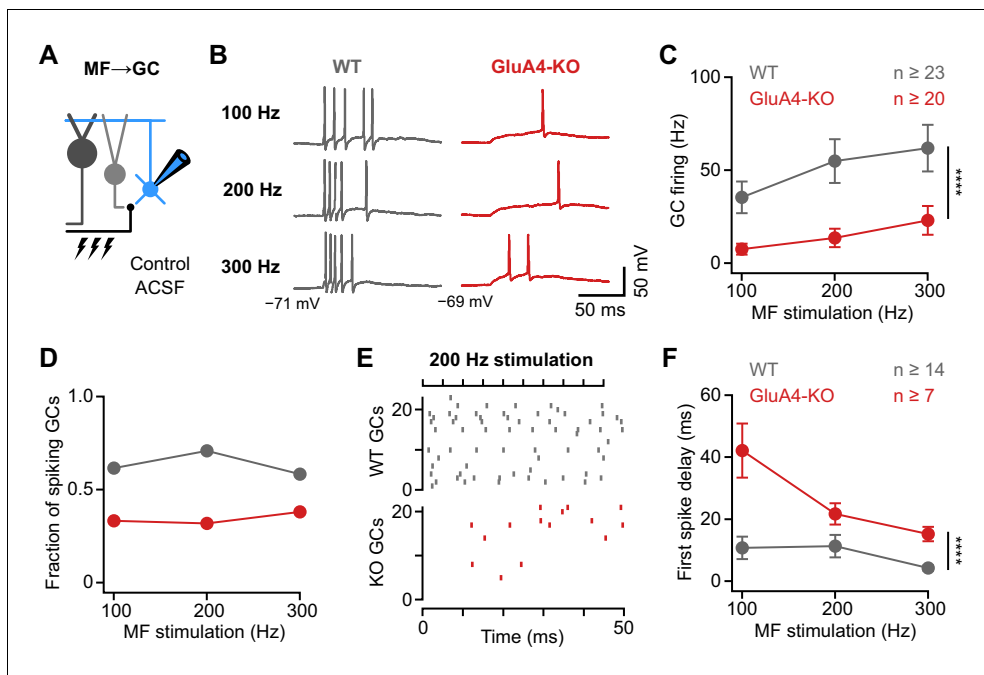 A
MF→GC
Control
ACSF
B
WT
GluA4-KO
100 Hz
200 Hz
300 Hz
−71 mV
−69 mV
50 mV
50 ms
C
WT
n ≥ 23
GluA4-KO
n ≥ 20
100
50
0
GC firing (Hz)
****
100
200
300
MF stimulation (Hz)
D
1.0
0.5
0
Fraction of spiking GCs
100
200
300
MF stimulation (Hz)
E
200 Hz stimulation
20
0
WT GCs
20
0
KO GCs
0
50
Time (ms)
F
WT
n ≥ 14
GluA4-KO
n ≥ 7
60
40
20
0
First spike delay (ms)
****
100
200
300
MF stimulation (Hz)